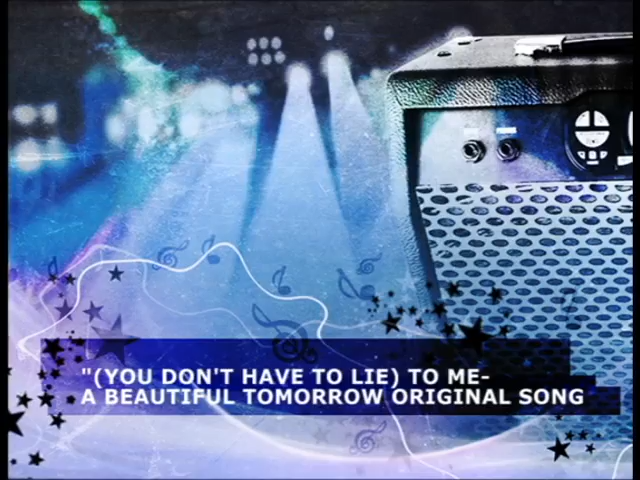 "(YOU DON'T HAVE TO LIE) TO ME-
A BEAUTIFUL TOMORROW ORIGINAL SONG